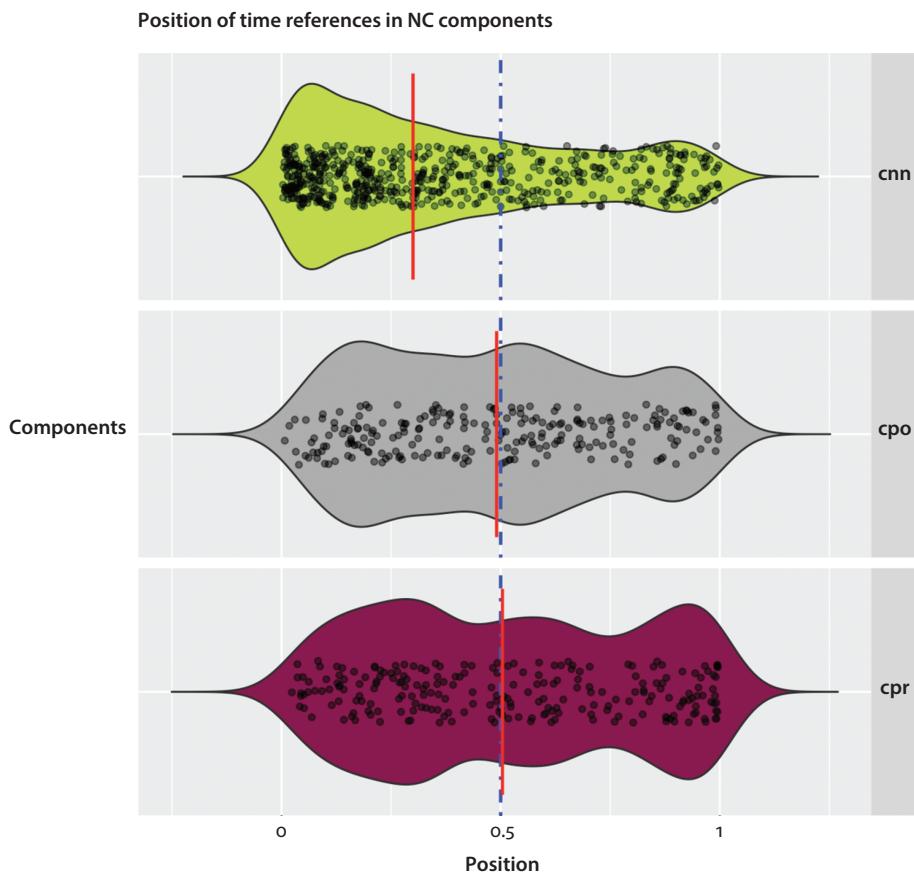 Position of time references in NC components
cnn
Components
cpo
cpr
0 0.5 1
Position